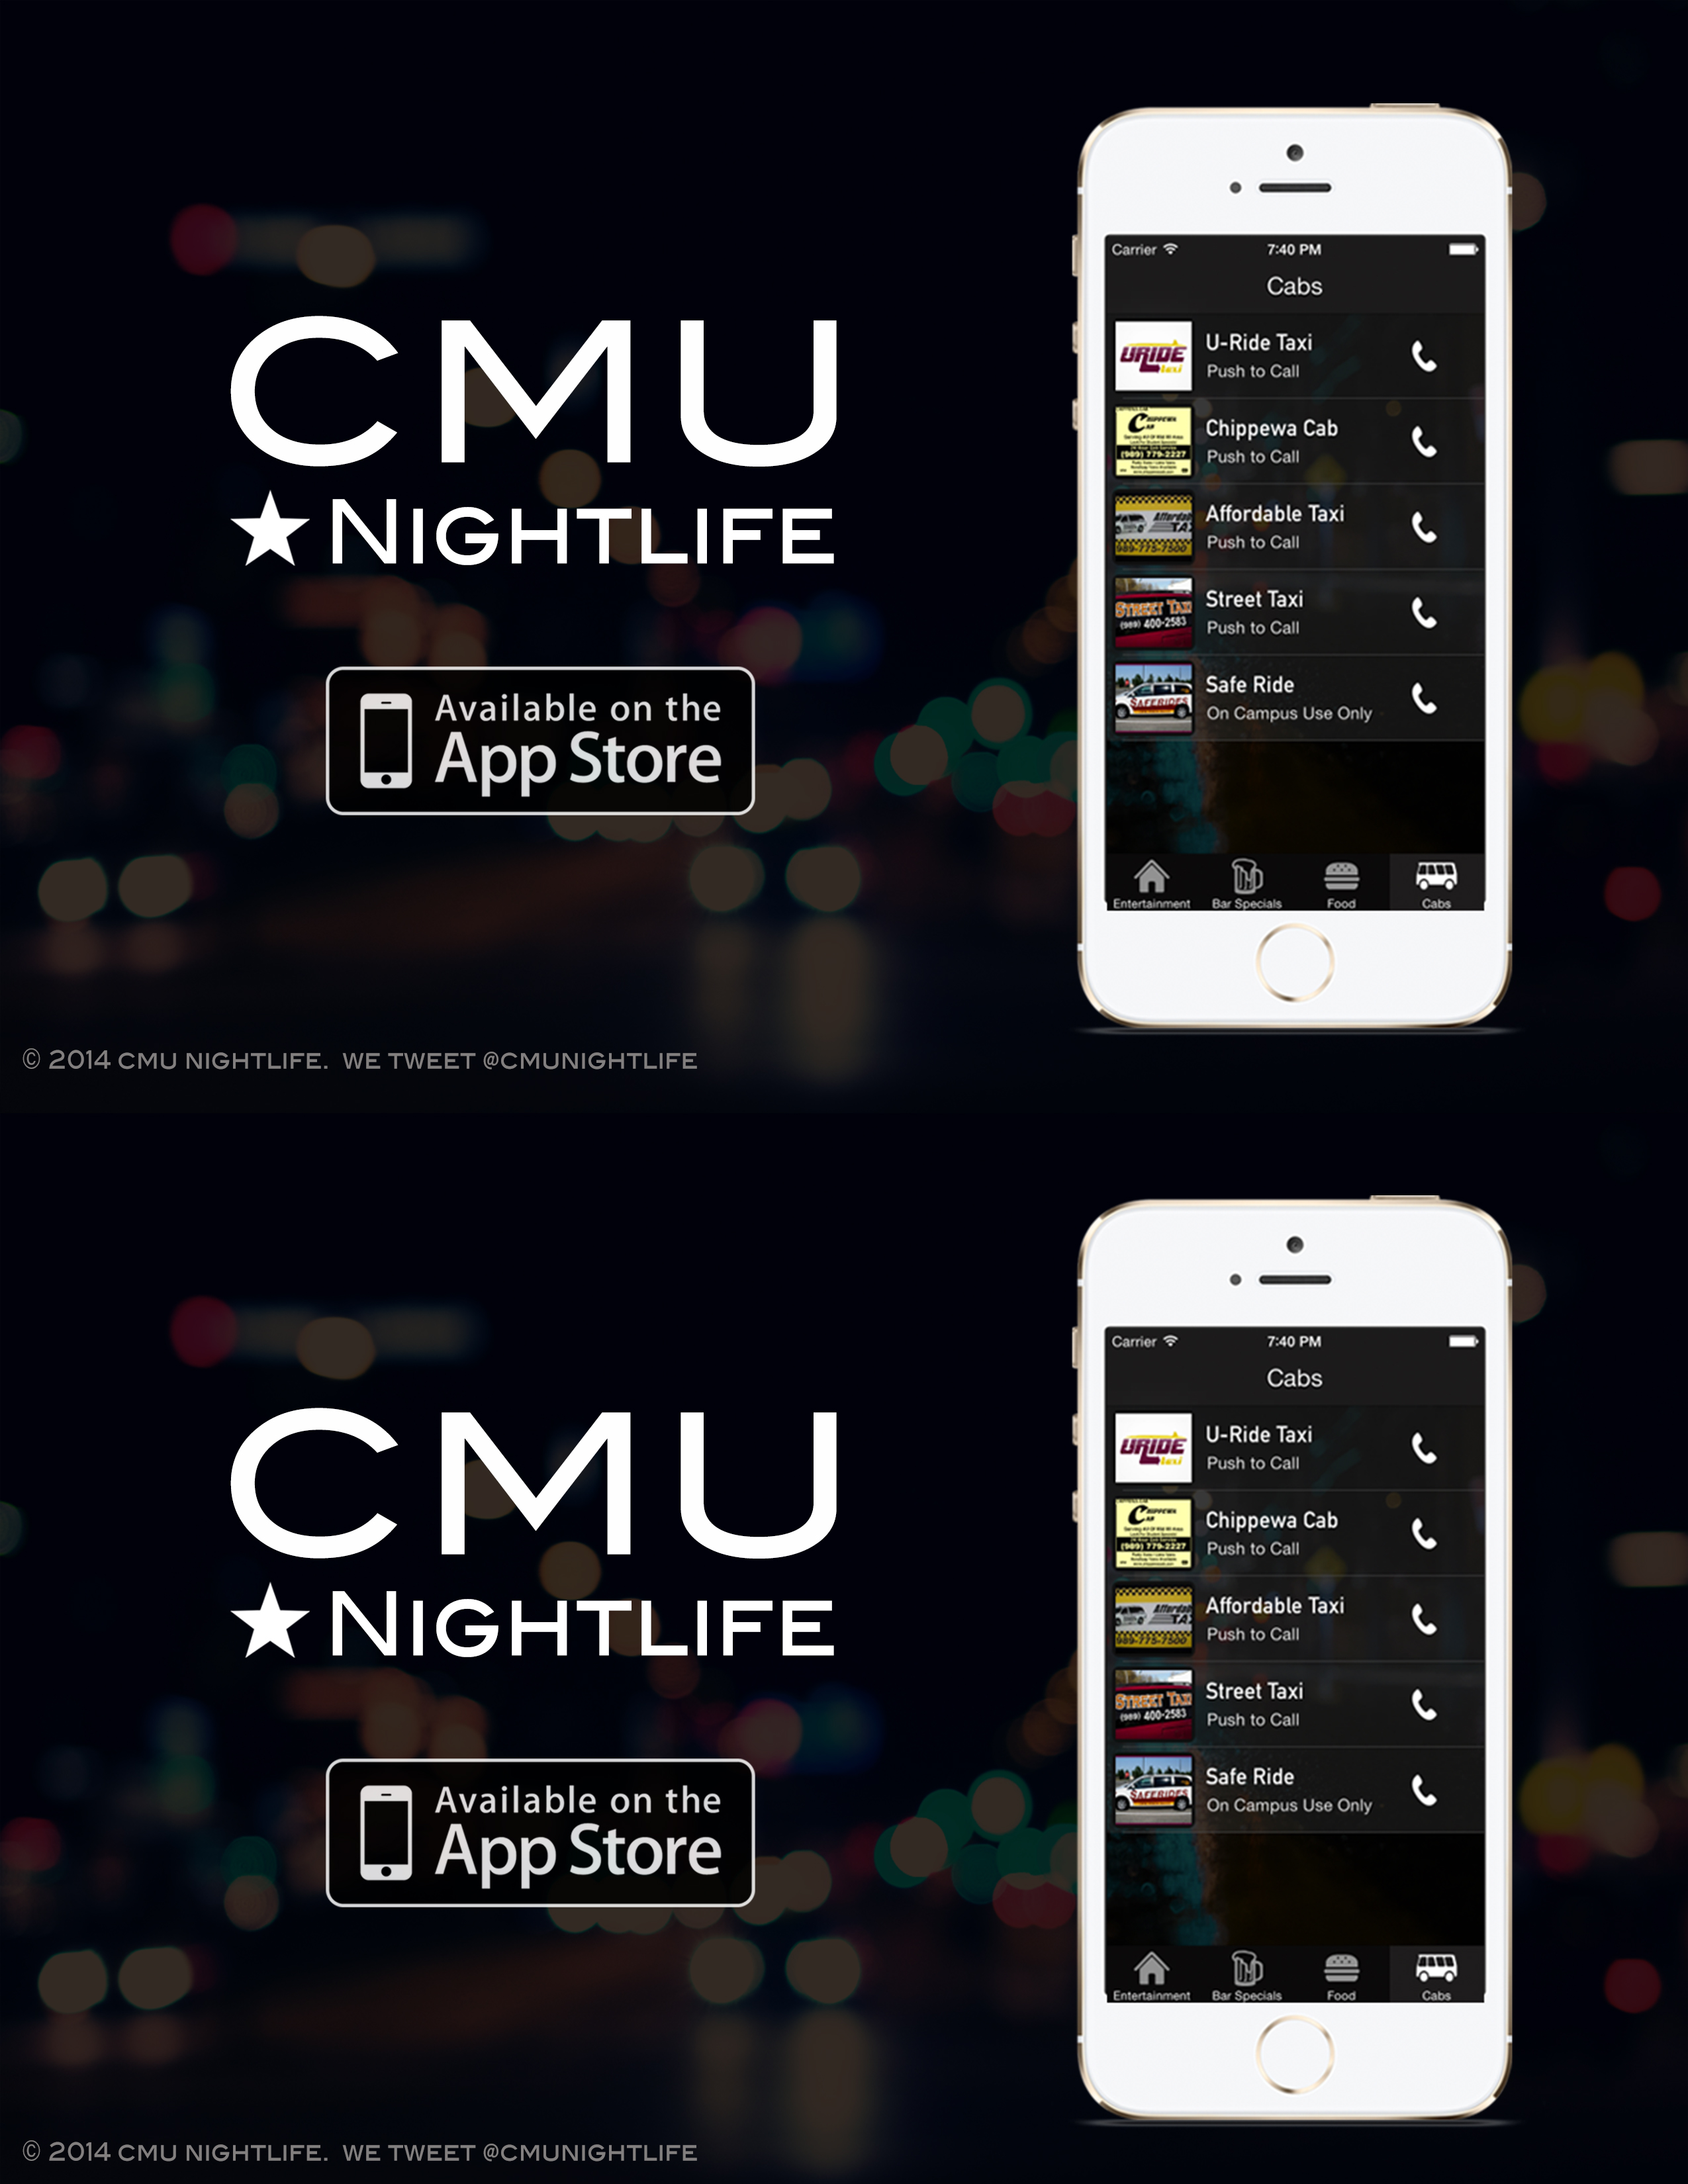 CMU
NIGHTLIFE
Available on the
App Store
© 2014 CMU NIGHTLIFE. WE TWEET @CMUNIGHTLIFE
Carrier 7:40 PM
Cabs
URIDE
taxi
U-Ride Taxi
Push to Call
CHIPPEWA
CAB
(989) 779-2227
Chippewa Cab
Push to Call
989-775-7500
Affordable Taxi
Push to Call
STREET TAXI
(989) 400-2583
Street Taxi
Push to Call
SAFERIDES
Safe Ride
On Campus Use Only
Entertainment Bar Specials Food Cabs
CMU
NIGHTLIFE
Available on the
App Store
© 2014 CMU NIGHTLIFE. WE TWEET @CMUNIGHTLIFE
Carrier 7:40 PM
Cabs
URIDE
taxi
U-Ride Taxi
Push to Call
CHIPPEWA
CAB
(989) 779-2227
Chippewa Cab
Push to Call
989-775-7500
Affordable Taxi
Push to Call
STREET TAXI
(989) 400-2583
Street Taxi
Push to Call
SAFERIDES
Safe Ride
On Campus Use Only
Entertainment Bar Specials Food Cabs